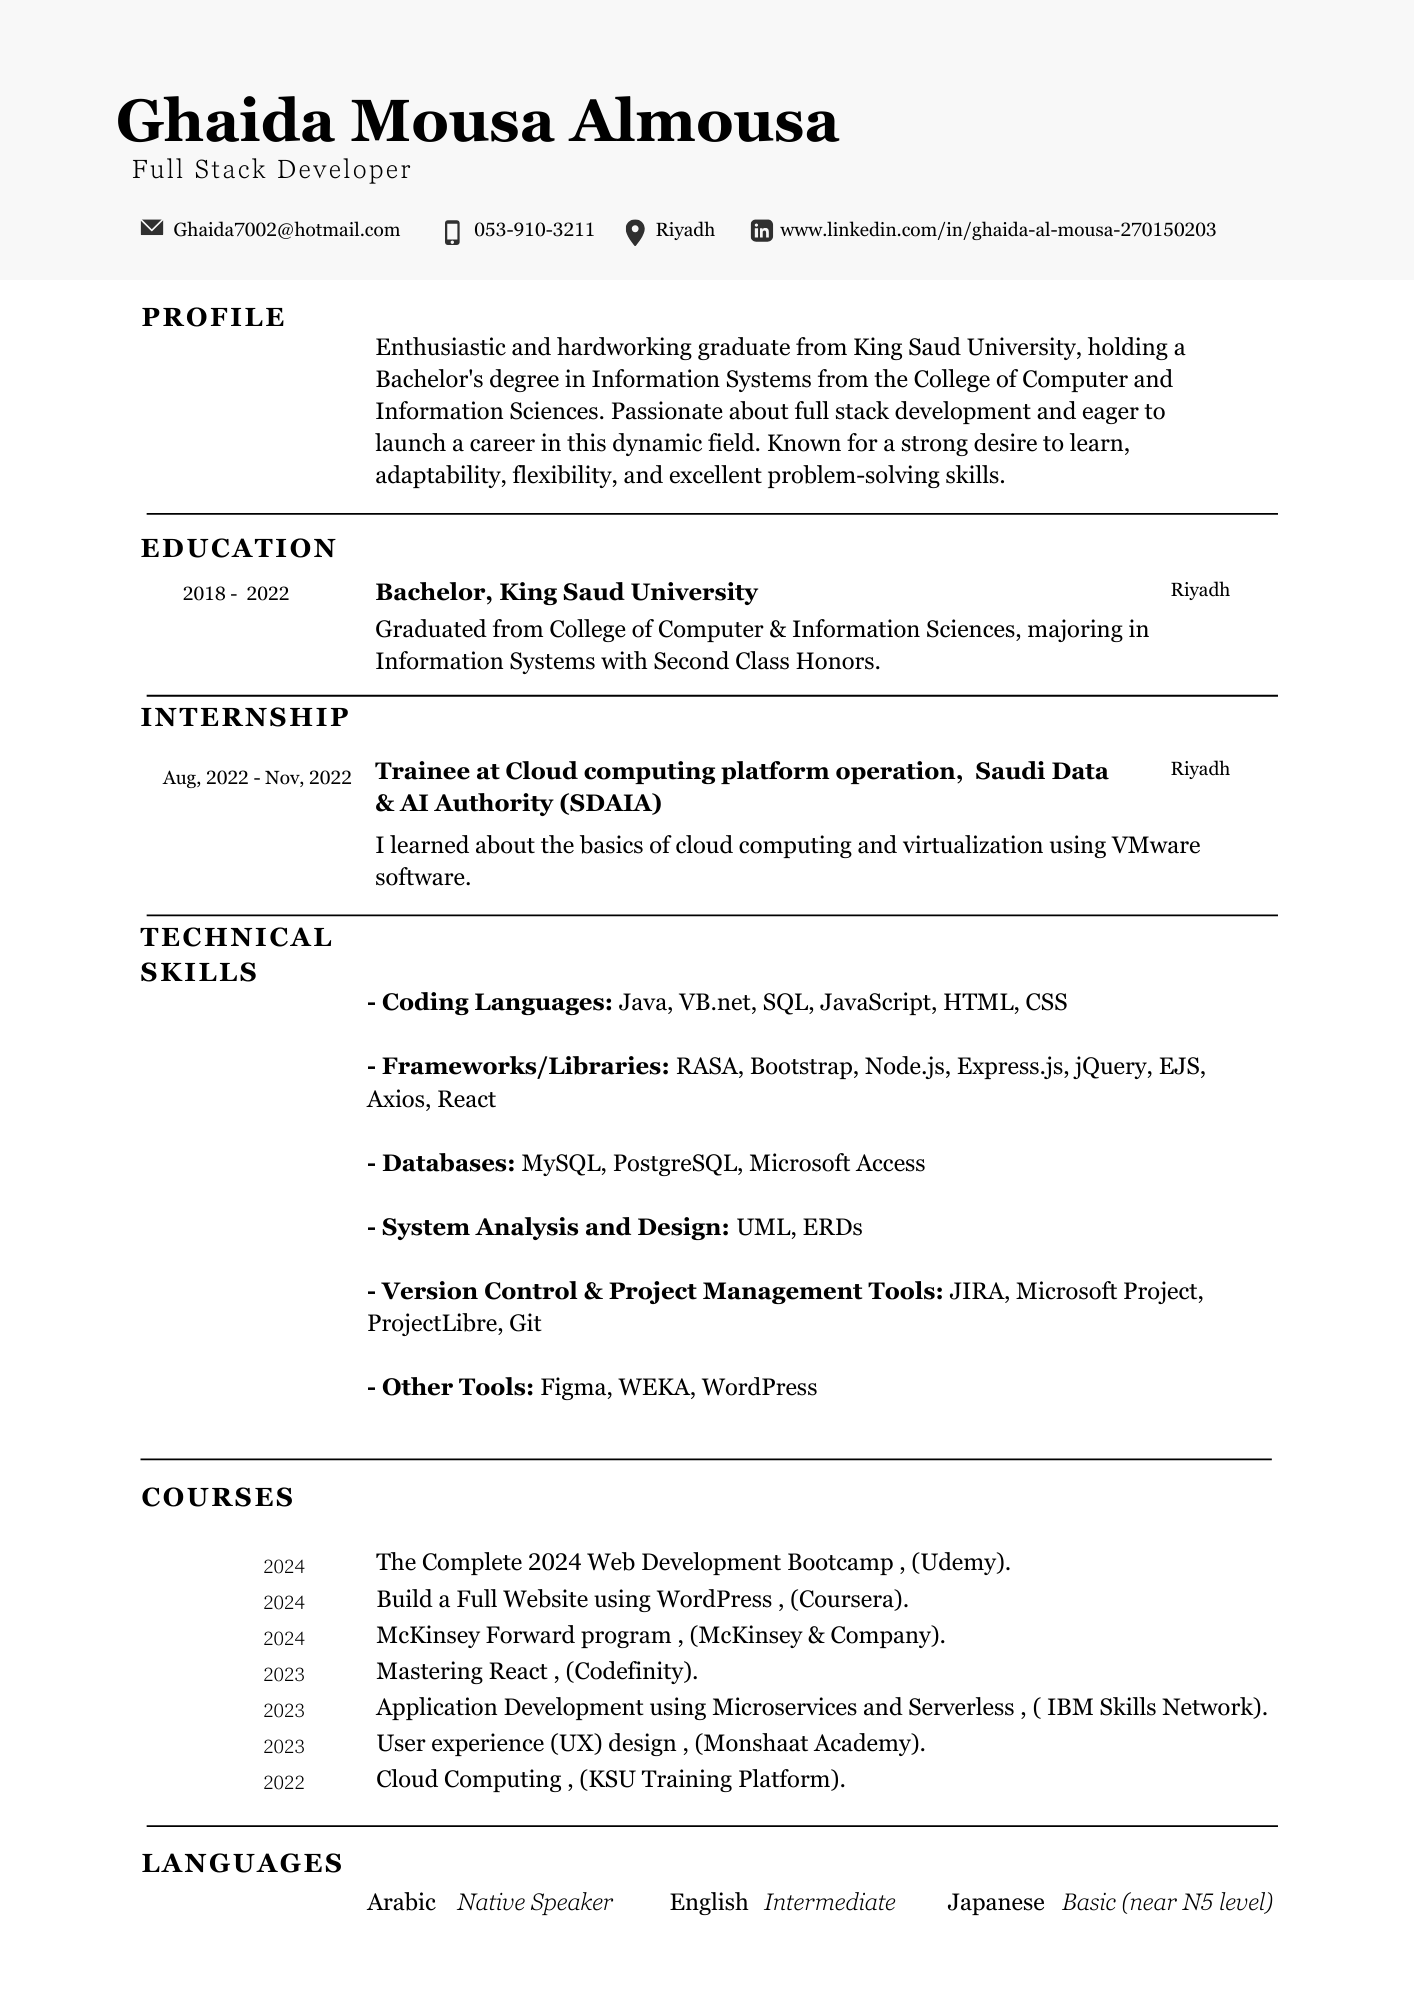 Ghaida Mousa Almousa
Full Stack Developer
Ghaida7002@hotmail.com 053-910-3211 Riyadh www.linkedin.com/in/ghaida-al-mousa-270150203
PROFILE
Enthusiastic and hardworking graduate from King Saud University, holding a
Bachelor's degree in Information Systems from the College of Computer and
Information Sciences. Passionate about full stack development and eager to
launch a career in this dynamic field. Known for a strong desire to learn,
adaptability, flexibility, and excellent problem-solving skills.
EDUCATION
2018 - 2022 Bachelor, King Saud University Riyadh
Graduated from College of Computer & Information Sciences, majoring in
Information Systems with Second Class Honors.
INTERNSHIP
Aug, 2022 - Nov, 2022 Trainee at Cloud computing platform operation, Saudi Data Riyadh
& AI Authority (SDAIA)
I learned about the basics of cloud computing and virtualization using VMware
software.
TECHNICAL
SKILLS
- Coding Languages: Java, VB.net, SQL, JavaScript, HTML, CSS
- Frameworks/Libraries: RASA, Bootstrap, Node.js, Express.js, jQuery, EJS,
Axios, React
- Databases: MySQL, PostgreSQL, Microsoft Access
- System Analysis and Design: UML, ERDs
- Version Control & Project Management Tools: JIRA, Microsoft Project,
ProjectLibre, Git
- Other Tools: Figma, WEKA, WordPress
COURSES
2024 The Complete 2024 Web Development Bootcamp , (Udemy).
2024 Build a Full Website using WordPress , (Coursera).
2024 McKinsey Forward program , (McKinsey & Company).
2023 Mastering React , (Codefinity).
2023 Application Development using Microservices and Serverless , ( IBM Skills Network).
2023 User experience (UX) design , (Monshaat Academy).
2022 Cloud Computing , (KSU Training Platform).
LANGUAGES
Arabic Native Speaker English Intermediate Japanese Basic (near N5 level)